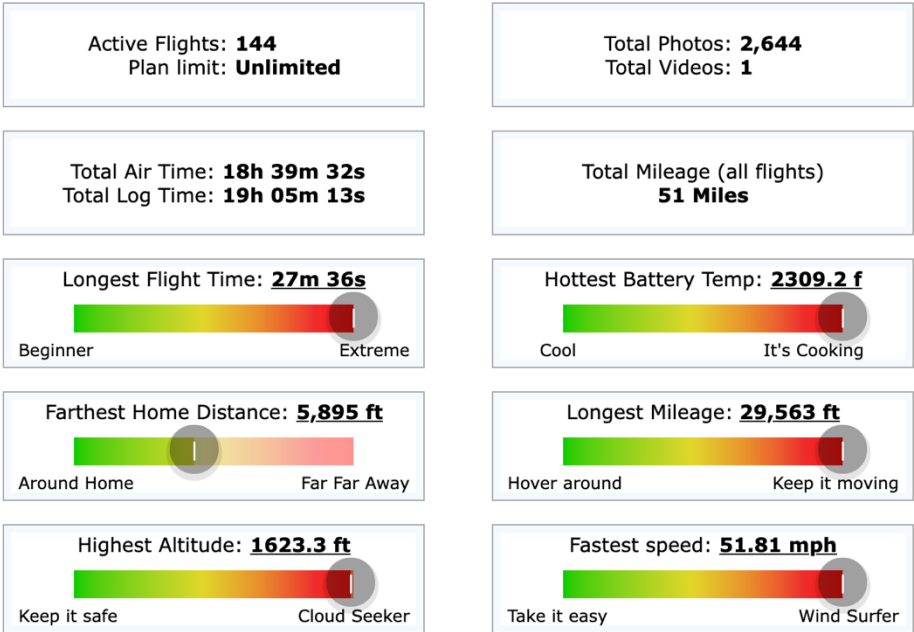 Active Flights: 144
Plan limit: Unlimited
Total Photos: 2,644
Total Videos: 1
Total Air Time: 18h 39m 32s
Total Log Time: 19h 05m 13s
Total Mileage (all flights)
51 Miles
Longest Flight Time: 27m 36s
Beginner Extreme
Hottest Battery Temp: 2309.2 f
Cool It's Cooking
Farthest Home Distance: 5,895 ft
Around Home Far Far Away
Longest Mileage: 29,563 ft
Hover around Keep it moving
Highest Altitude: 1623.3 ft
Keep it safe Cloud Seeker
Fastest speed: 51.81 mph
Take it easy Wind Surfer